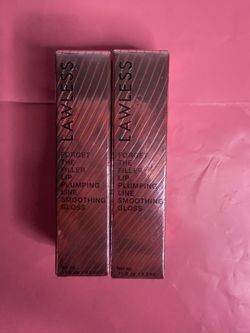 LAWLESS
FORGET
THE
FILLER
LIP
PLUMPING
LINE
SMOOTHING
GLOSS
LAWLESS
FORGET
THE
FILLER
LIP
PLUMPING
LINE
SMOOTHING
GLOSS